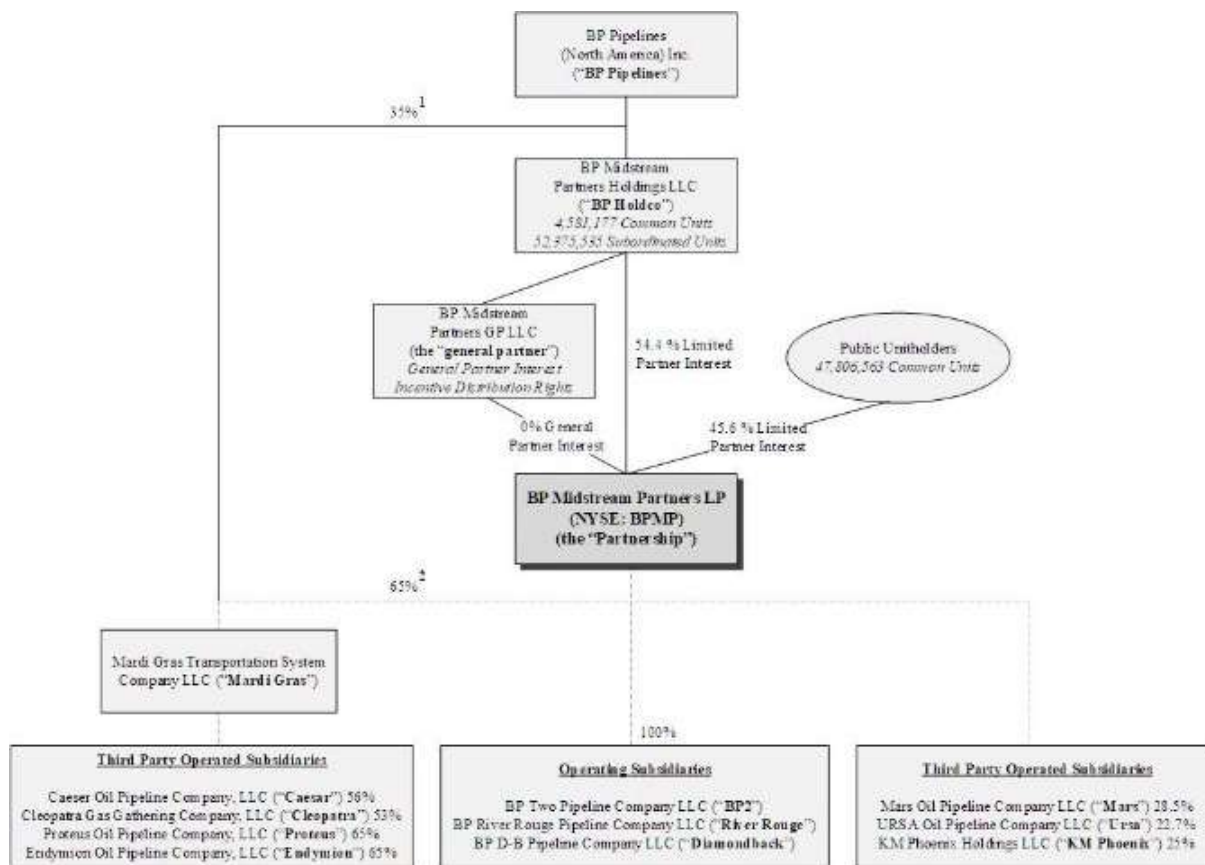 BP Pipelines
(North America) Inc.
("BP Pipelines")
35%1
BP Midstream
Partners Holdings LLC
("BP Holdco")
4,581,177 Common Units
52,375,535 Subordinated Units
BP Midstream
Partners GP LLC
(the "general partner")
General Partner Interest
Incentive Distribution Rights
54.4 % Limited
Partner Interest
Public Unitholders
47,806,563 Common Units
0% General
Partner Interest
45.6 % Limited
Partner Interest
BP Midstream Partners LP
(NYSE: BPMP)
(the "Partnership")
65%2
Mardi Gras Transportation System
Company LLC ("Mardi Gras")
100%
Third Party Operated Subsidiaries
Caeser Oil Pipeline Company, LLC ("Caesar") 56%
Cleopatra Gas Gathering Company, LLC ("Cleopatra") 53%
Proteus Oil Pipeline Company, LLC ("Proteus") 65%
Endymion Oil Pipeline Company, LLC ("Endymion") 65%
Operating Subsidiaries
BP Two Pipeline Company LLC ("BP2")
BP River Rouge Pipeline Company LLC ("River Rouge")
BP D-B Pipeline Company LLC ("Diamondback")
Third Party Operated Subsidiaries
Mars Oil Pipeline Company LLC ("Mars") 28.5%
URSA Oil Pipeline Company LLC ("Ursa") 22.7%
KM Phoenix Holdings LLC ("KM Phoenix") 25%